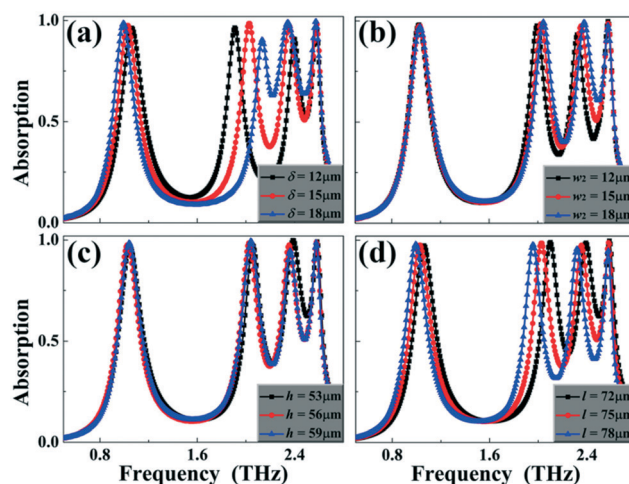 (a)
(b)
1.0
0.5
0.0
Absorption
δ = 12μm
δ = 15μm
δ = 18μm
w2 = 12μm
w2 = 15μm
w2 = 18μm
(c)
(d)
1.0
0.5
0.0
Absorption
h = 53μm
h = 56μm
h = 59μm
l = 72μm
l = 75μm
l = 78μm
0.8 1.6 2.4
0.8 1.6 2.4
Frequency (THz)
Frequency (THz)